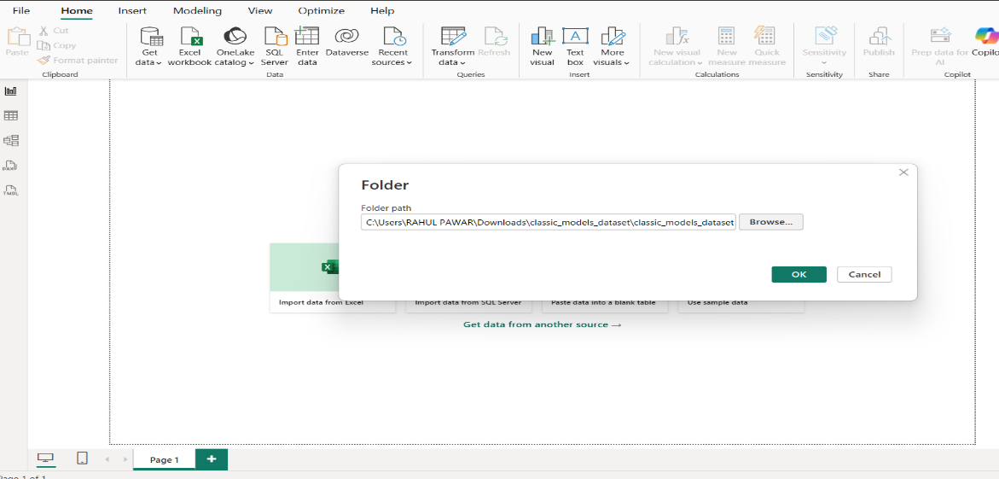 File Home Insert Modeling View Optimize Help
Paste
Cut
Copy
Format painter
Clipboard
Get data
Excel workbook
OneLake catalog
SQL Server
Enter data
Dataverse
Recent sources
Data
Transform data
Refresh
Queries
New visual
Text box
More visuals
Insert
New visual calculation
New measure
Quick measure
Calculations
Sensitivity
Sensitivity
Publish
Share
Prep data for AI
Copilo
Copilot
DAX
TMDL
Folder
Folder path
C:\Users\RAHUL PAWAR\Downloads\classic_models_dataset\classic_models_dataset
Browse...
OK Cancel
Import data from Excel
Import data from SQL Server
Paste data into a blank table
Use sample data
Get data from another source →
Page 1
Page 1 of 1